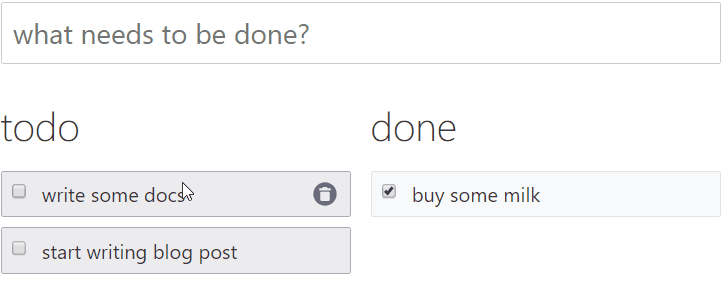 what needs to be done?
todo
write some docs
start writing blog post
done
buy some milk